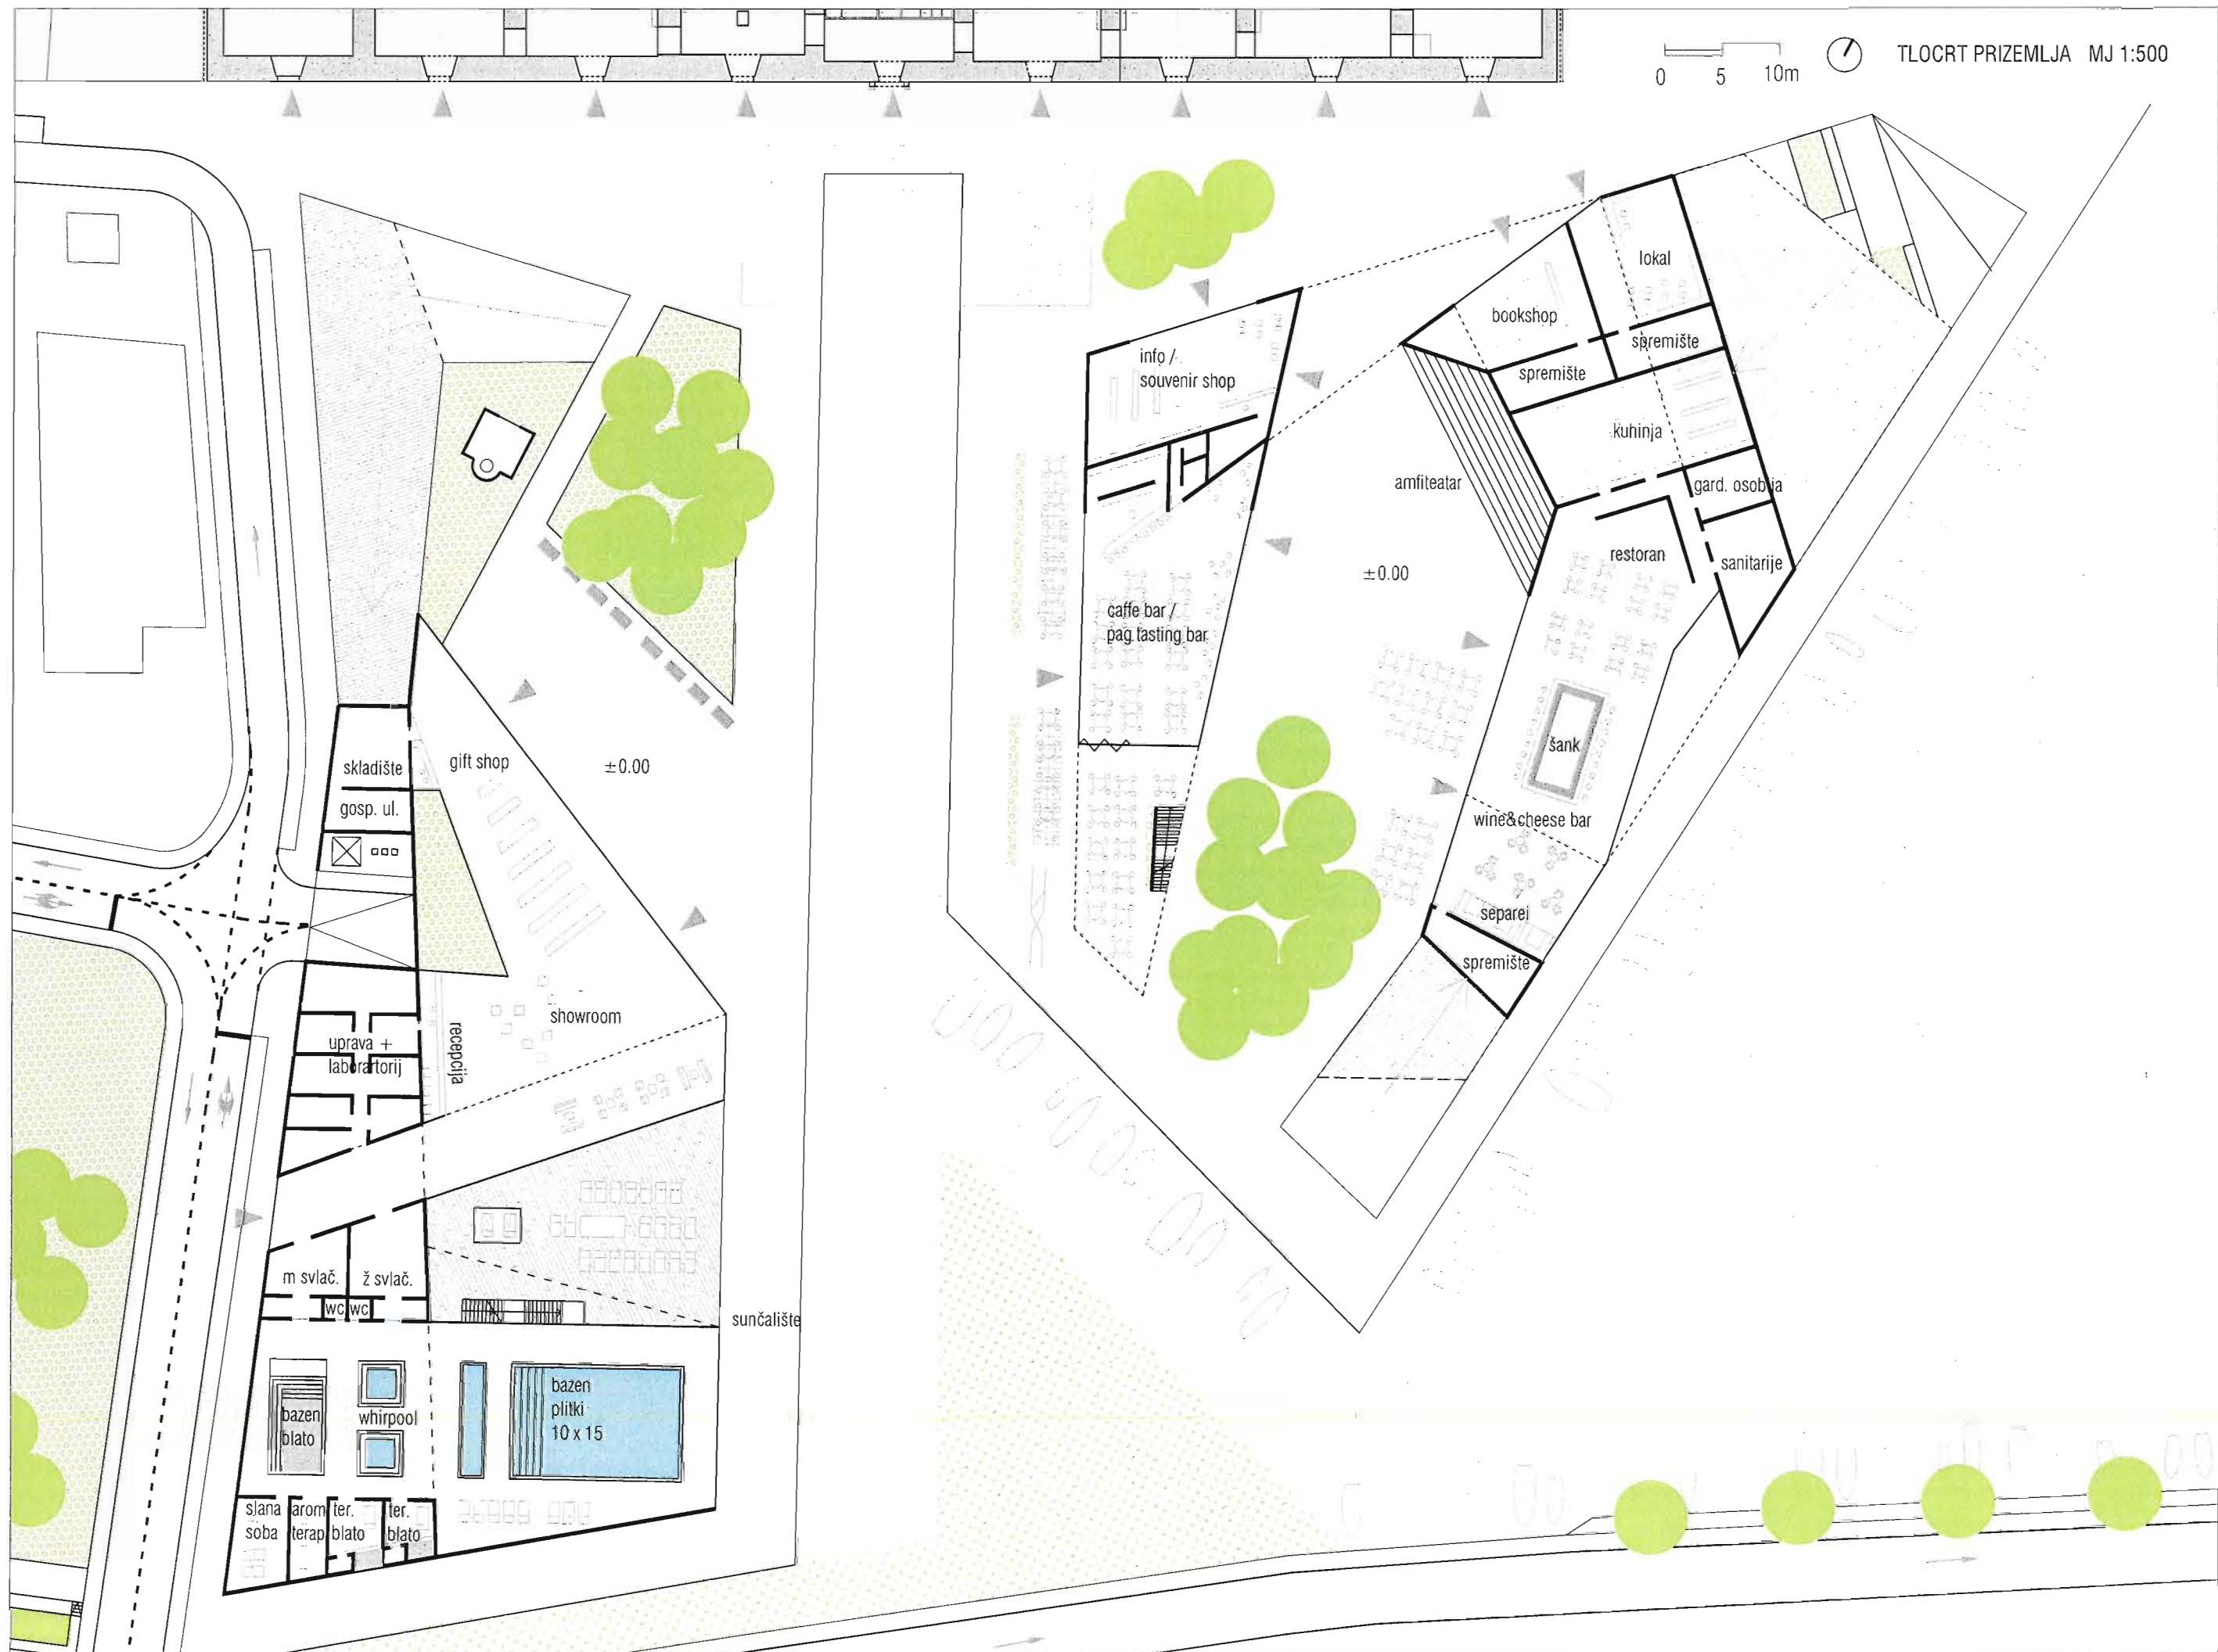 TLOCRT PRIZEMLJA MJ 1:500
0 5 10m
lokal
bookshop
spremište
spremište
info /
souvenir shop
kuhinja
amfiteatar
gard. osoblja
restoran
sanitarije
±0.00
caffe bar /
pag tasting bar
šank
wine&cheese bar
separei
spremište
skladište
gift shop
±0.00
gosp. ul.
showroom
recepcija
uprava +
laborartorij
m svlač.
ž svlač.
wc
wc
sunčalište
bazen
blato
whirpool
bazen
plitki
10 x 15
slana
soba
arom
terap
ter.
blato
ter.
blato